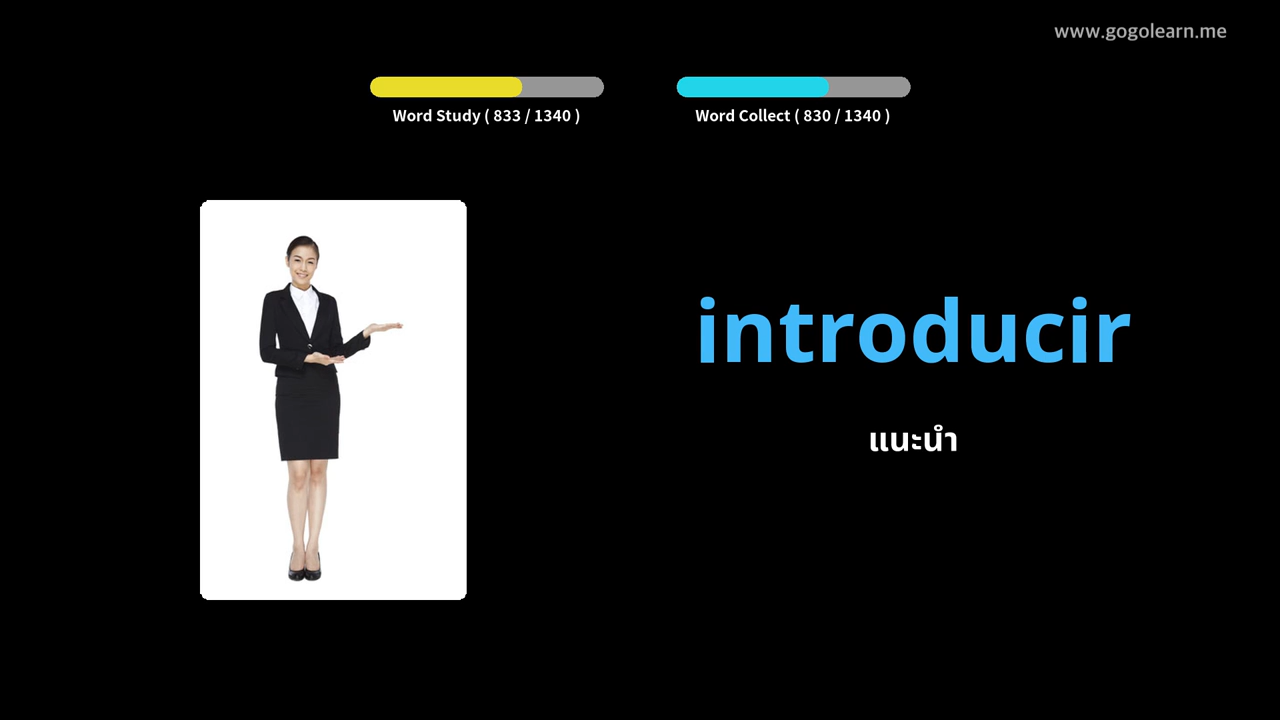 www.gogolearn.me
Word Study ( 833 / 1340 )
Word Collect ( 830 / 1340 )
introducir
แนะนำ